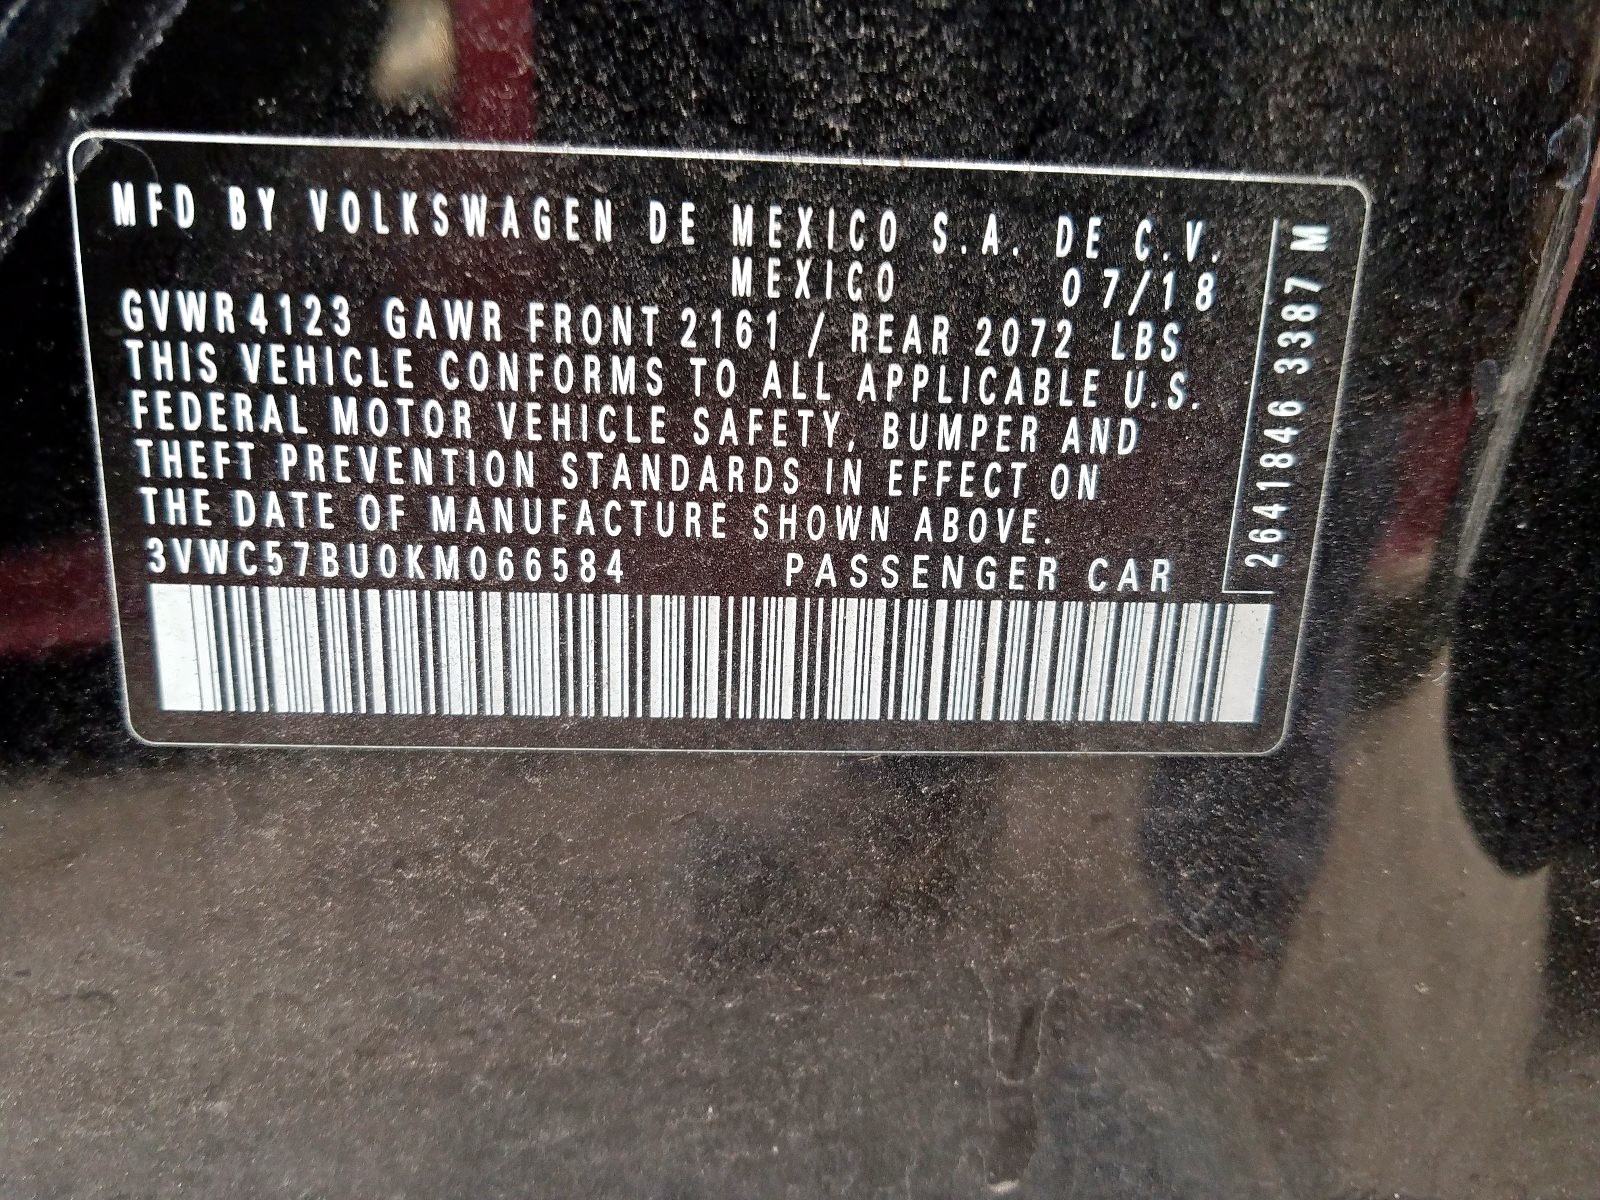 MFD BY VOLKSWAGEN DE MEXICO S.A. DE C.V.
MEXICO 07/18
GVWR 4123 GAWR FRONT 2161 / REAR 2072 LBS
THIS VEHICLE CONFORMS TO ALL APPLICABLE U.S.
FEDERAL MOTOR VEHICLE SAFETY, BUMPER AND
THEFT PREVENTION STANDARDS IN EFFECT ON
THE DATE OF MANUFACTURE SHOWN ABOVE.
3VWC57BU0KM066584 PASSENGER CAR
2641846 3387 M